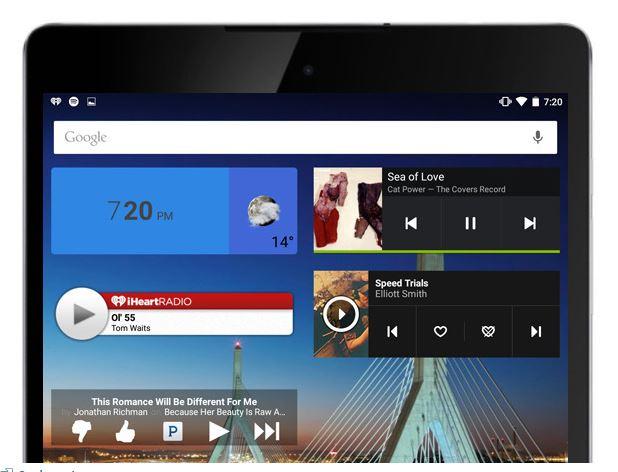 7:20
Google
720 PM
14°
Sea of Love
Cat Power — The Covers Record
iHeartRADIO
Ol' 55
Tom Waits
Speed Trials
Elliott Smith
This Romance Will Be Different For Me
by Jonathan Richman on Because Her Beauty Is Raw A...
P